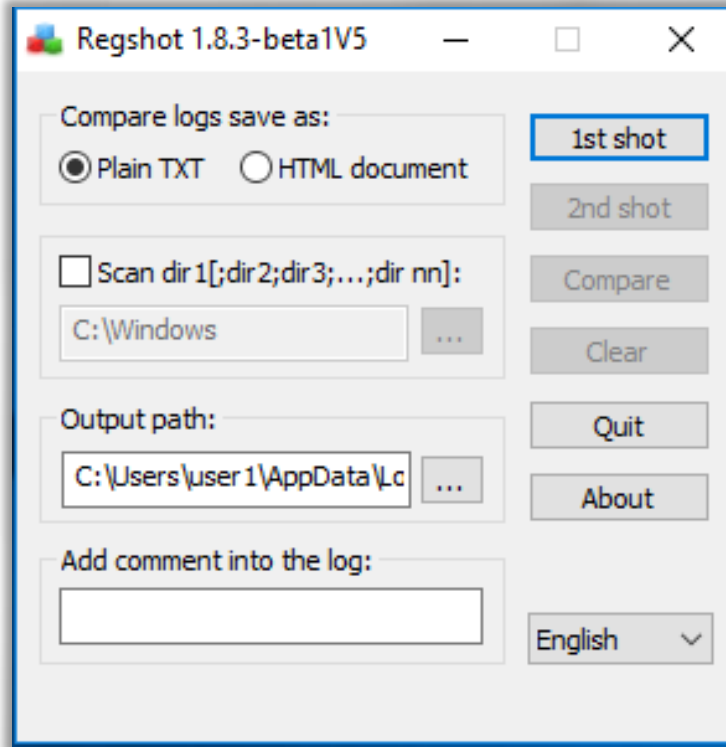 Regshot 1.8.3-beta1V5
Compare logs save as:
Plain TXT
HTML document
1st shot
2nd shot
Scan dir1[;dir2;dir3;...;dir nn]:
Compare
C:\Windows
...
Clear
Output path:
Quit
C:\Users\user1\AppData\Lo
...
About
Add comment into the log:
English